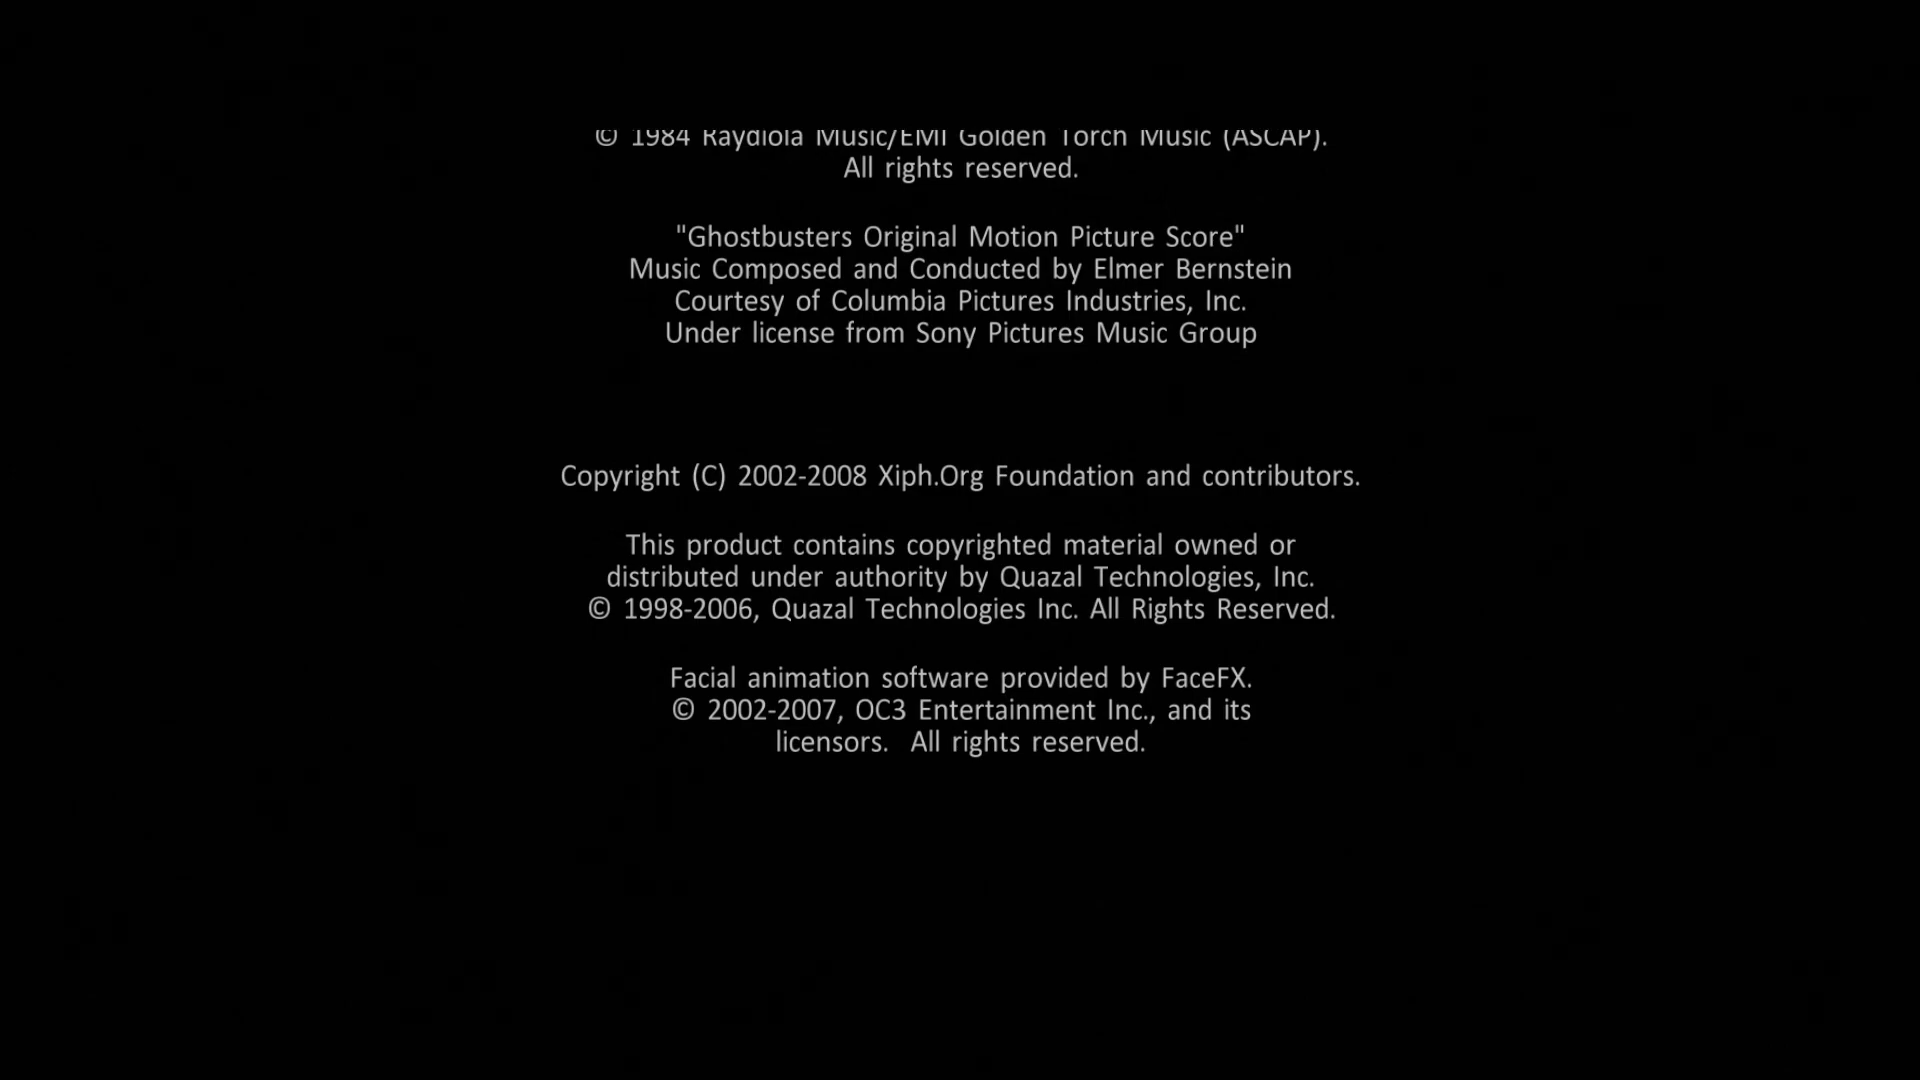 © 1984 Raydiola Music/EMI Golden Torch Music (ASCAP).
All rights reserved.
"Ghostbusters Original Motion Picture Score"
Music Composed and Conducted by Elmer Bernstein
Courtesy of Columbia Pictures Industries, Inc.
Under license from Sony Pictures Music Group
Copyright (C) 2002-2008 Xiph.Org Foundation and contributors.
This product contains copyrighted material owned or
distributed under authority by Quazal Technologies, Inc.
© 1998-2006, Quazal Technologies Inc. All Rights Reserved.
Facial animation software provided by FaceFX.
© 2002-2007, OC3 Entertainment Inc., and its
licensors.  All rights reserved.